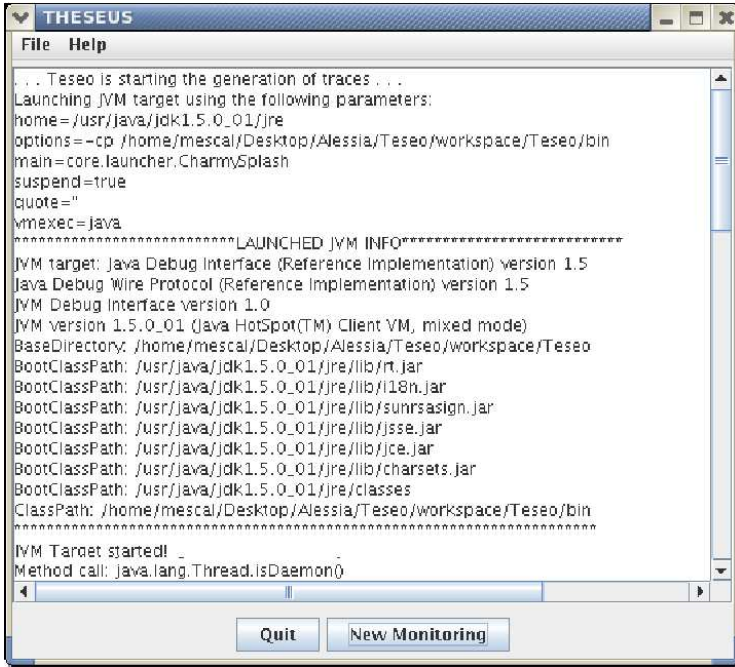 THESEUS
File Help
. . . Teseo is starting the generation of traces . . .
Launching JVM target using the following parameters:
home=/usr/java/jdk1.5.0_01/jre
options=-cp /home/mescal/Desktop/Alessia/Teseo/workspace/Teseo/bin
main=core.launcher.CharmySplash
suspend=true
quote="
vmexec=java
***************************LAUNCHED JVM INFO***************************
JVM target: Java Debug Interface (Reference Implementation) version 1.5
Java Debug Wire Protocol (Reference Implementation) version 1.5
JVM Debug Interface version 1.0
JVM version 1.5.0_01 (Java HotSpot(TM) Client VM, mixed mode)
BaseDirectory: /home/mescal/Desktop/Alessia/Teseo/workspace/Teseo
BootClassPath: /usr/java/jdk1.5.0_01/jre/lib/rt.jar
BootClassPath: /usr/java/jdk1.5.0_01/jre/lib/i18n.jar
BootClassPath: /usr/java/jdk1.5.0_01/jre/lib/sunrsasign.jar
BootClassPath: /usr/java/jdk1.5.0_01/jre/lib/jsse.jar
BootClassPath: /usr/java/jdk1.5.0_01/jre/lib/jce.jar
BootClassPath: /usr/java/jdk1.5.0_01/jre/lib/charsets.jar
BootClassPath: /usr/java/jdk1.5.0_01/jre/classes
ClassPath: /home/mescal/Desktop/Alessia/Teseo/workspace/Teseo/bin
***********************************************************************
JVM Target started!
Method call: java.lang.Thread.isDaemon()
Quit New Monitoring